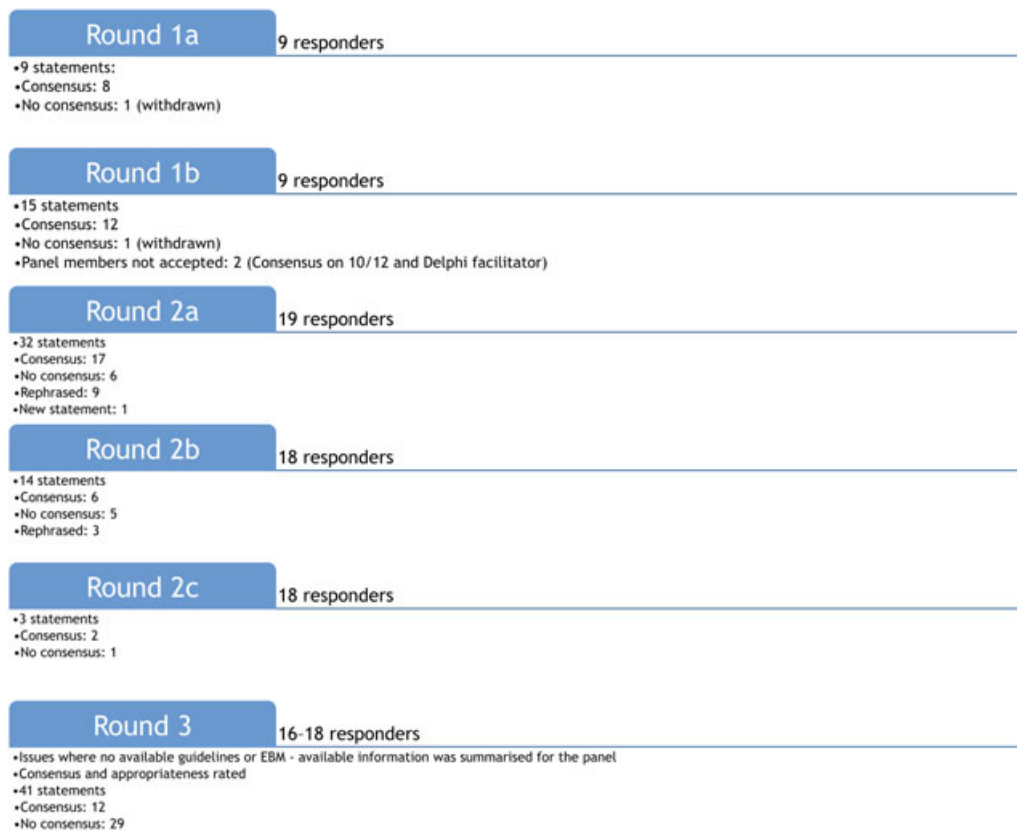 Round 1a
9 responders
•9 statements:
•Consensus: 8
•No consensus: 1 (withdrawn)
Round 1b
9 responders
•15 statements
•Consensus: 12
•No consensus: 1 (withdrawn)
•Panel members not accepted: 2 (Consensus on 10/12 and Delphi facilitator)
Round 2a
19 responders
•32 statements
•Consensus: 17
•No consensus: 6
•Rephrased: 9
•New statement: 1
Round 2b
18 responders
•14 statements
•Consensus: 6
•No consensus: 5
•Rephrased: 3
Round 2c
18 responders
•3 statements
•Consensus: 2
•No consensus: 1
Round 3
16-18 responders
•Issues where no available guidelines or EBM - available information was summarised for the panel
•Consensus and appropriateness rated
•41 statements
•Consensus: 12
•No consensus: 29